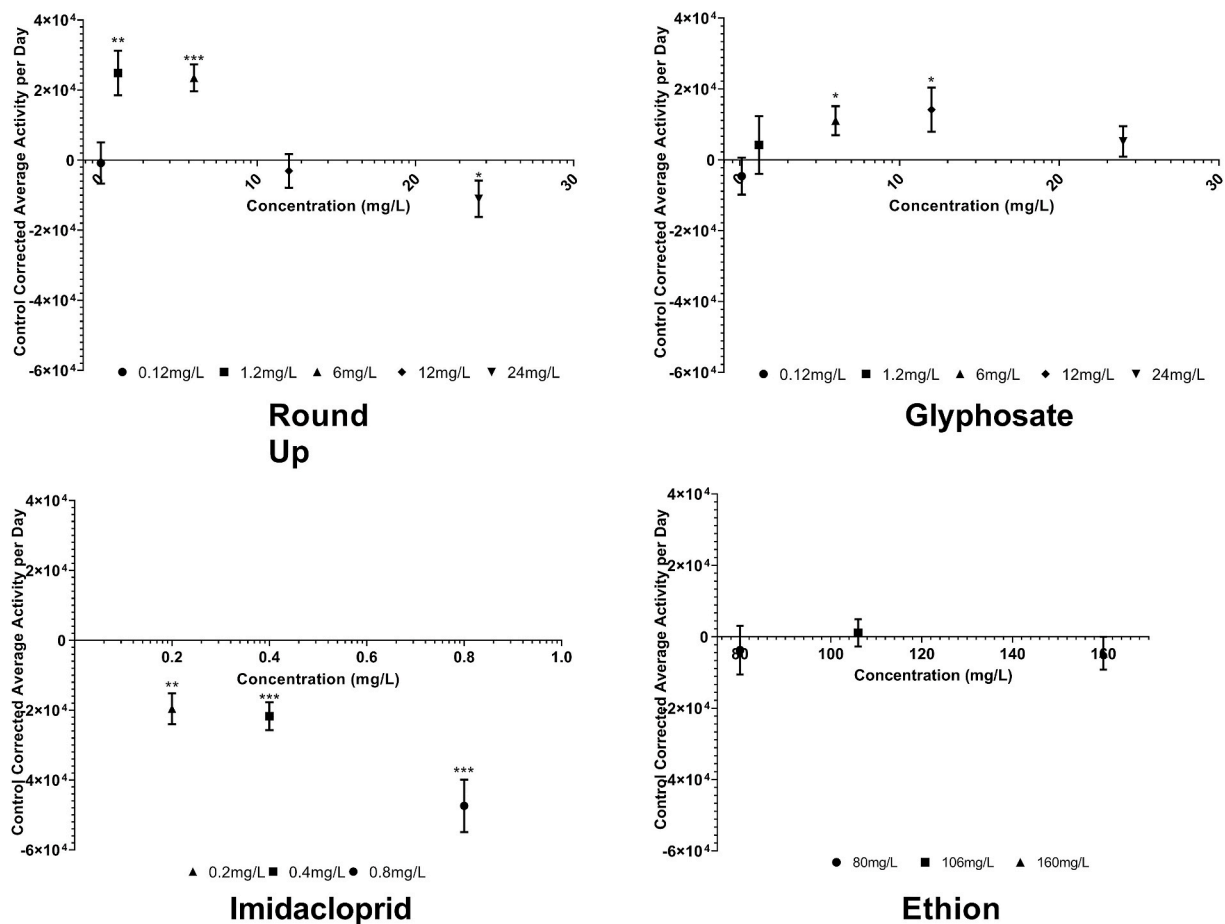 Control Corrected Average Activity per Day
4×10⁴
2×10⁴
0
-2×10⁴
-4×10⁴
-6×10⁴
**
***
*
0
10
20
30
Concentration (mg/L)
0.12mg/L 1.2mg/L 6mg/L 12mg/L 24mg/L
Round
Up
Control Corrected Average Activity per Day
4×10⁴
2×10⁴
0
-2×10⁴
-4×10⁴
-6×10⁴
*
*
0
10
20
30
Concentration (mg/L)
0.12mg/L 1.2mg/L 6mg/L 12mg/L 24mg/L
Glyphosate
Control Corrected Average Activity per Day
4×10⁴
2×10⁴
0
-2×10⁴
-4×10⁴
-6×10⁴
0.2 0.4 0.6 0.8 1.0
Concentration (mg/L)
**
***
***
0.2mg/L 0.4mg/L 0.8mg/L
Imidacloprid
Control Corrected Average Activity per Day
4×10⁴
2×10⁴
0
-2×10⁴
-4×10⁴
-6×10⁴
80 100 120 140 160
Concentration (mg/L)
80mg/L 106mg/L 160mg/L
Ethion